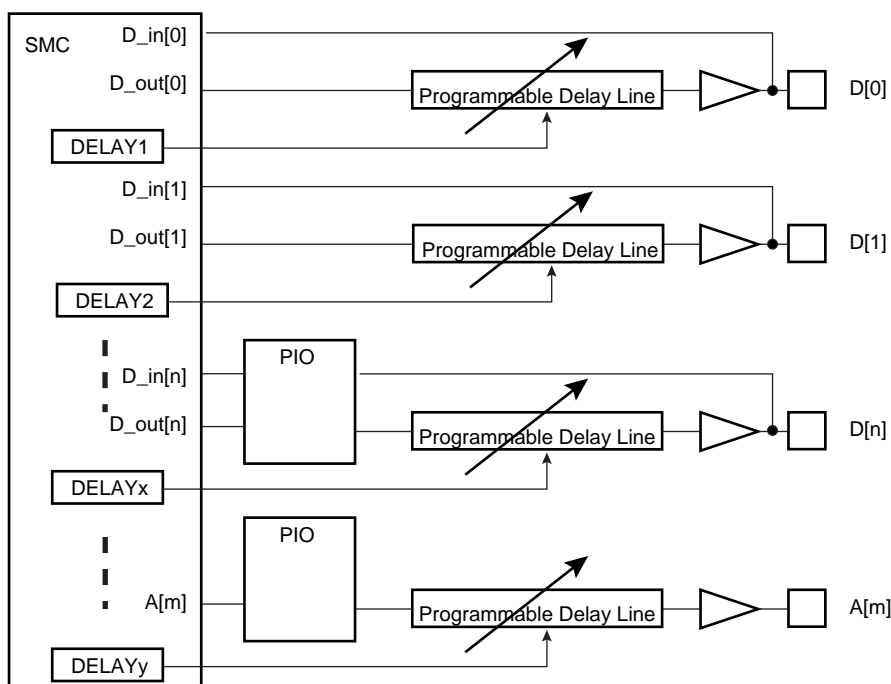 SMC
D_in[0]
D_out[0]
Programmable Delay Line
D[0]
DELAY1
D_in[1]
D_out[1]
Programmable Delay Line
D[1]
DELAY2
PIO
D_in[n]
D_out[n]
Programmable Delay Line
D[n]
DELAYx
PIO
A[m]
Programmable Delay Line
A[m]
DELAYy